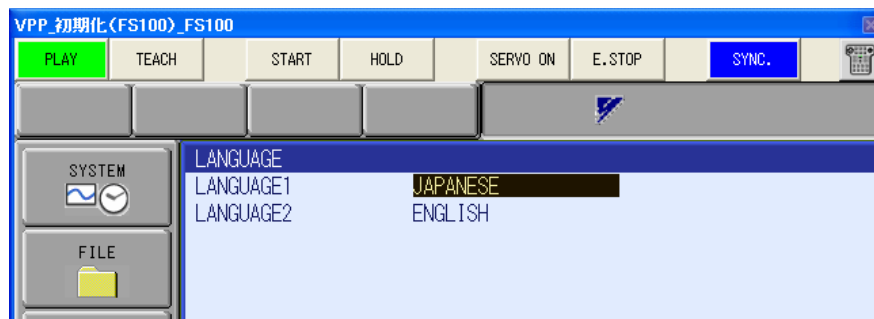 VPP_初期化(FS100)_FS100
PLAY TEACH START HOLD SERVO ON E.STOP SYNC.
SYSTEM
FILE
LANGUAGE
LANGUAGE1 JAPANESE
LANGUAGE2 ENGLISH